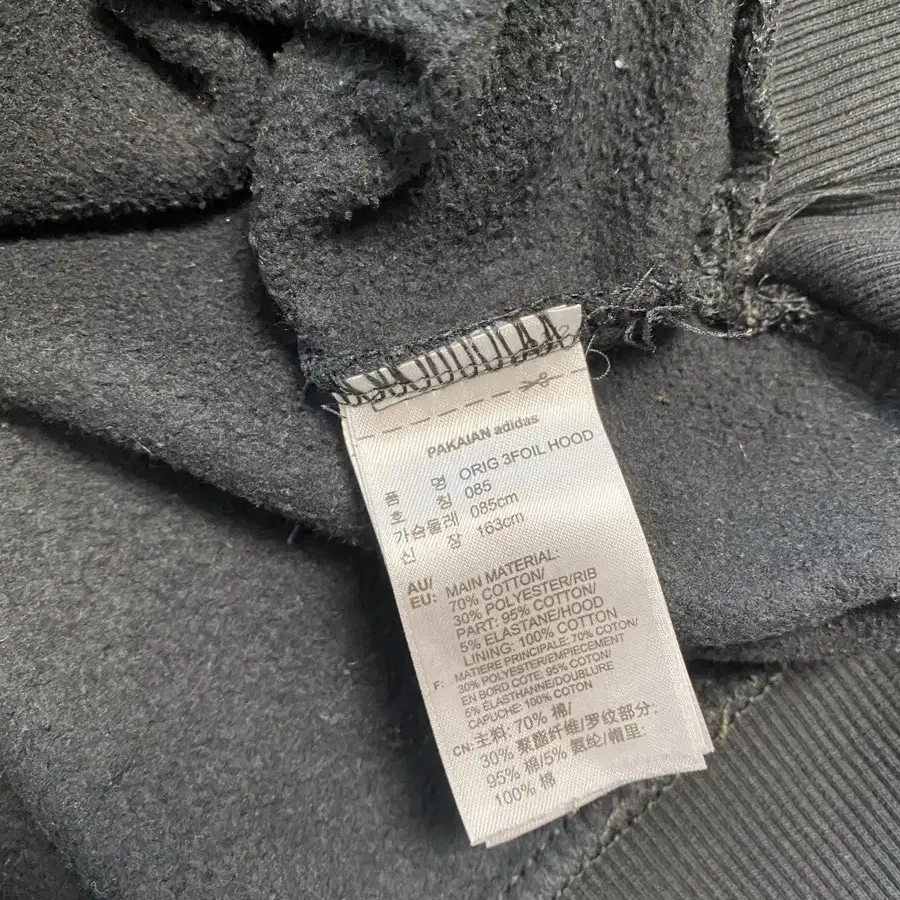 PAKAIAN adidas
품 명 ORIG 3FOIL HOOD
호 칭 085
가슴둘레 085cm
신 장 163cm
AU/
EU: MAIN MATERIAL:
70% COTTON/
30% POLYESTER/RIB
PART: 95% COTTON/
5% ELASTANE/HOOD
LINING: 100% COTTON
F: MATIERE PRINCIPALE: 70% COTON/
30% POLYESTER/EMPIECEMENT
EN BORD COTE: 95% COTON/
5% ELASTHANNE/DOUBLURE
CAPUCHE: 100% COTON
CN: 主料: 70% 棉/
30% 聚酯纤维/罗纹部分:
95% 棉/5% 氨纶/帽里:
100% 棉